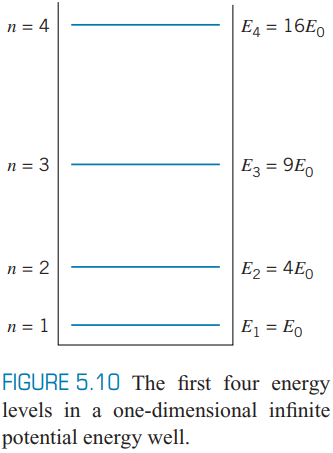 n = 4 E₄ = 16E₀
n = 3 E₃ = 9E₀
n = 2 E₂ = 4E₀
n = 1 E₁ = E₀
FIGURE 5.10 The first four energy
levels in a one-dimensional infinite
potential energy well.